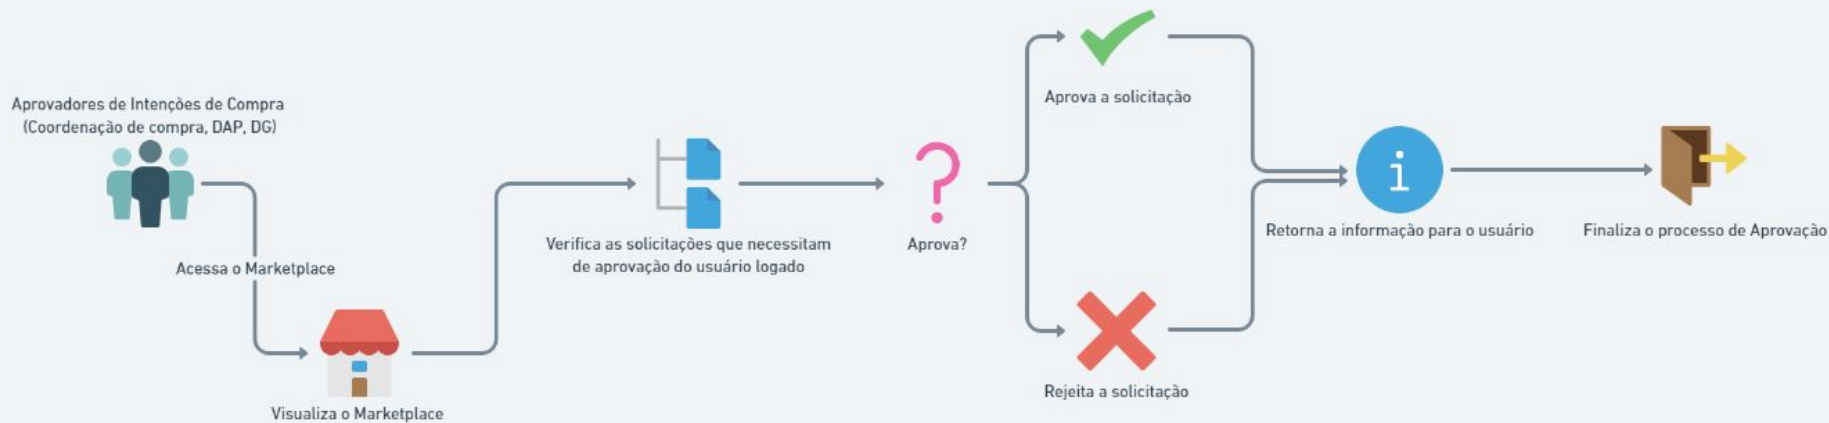 Aprovadores de Intenções de Compra
(Coordenação de compra, DAP, DG)
Acessa o Marketplace
Visualiza o Marketplace
Verifica as solicitações que necessitam
de aprovação do usuário logado
Aprova?
Aprova a solicitação
Rejeita a solicitação
Retorna a informação para o usuário
Finaliza o processo de Aprovação